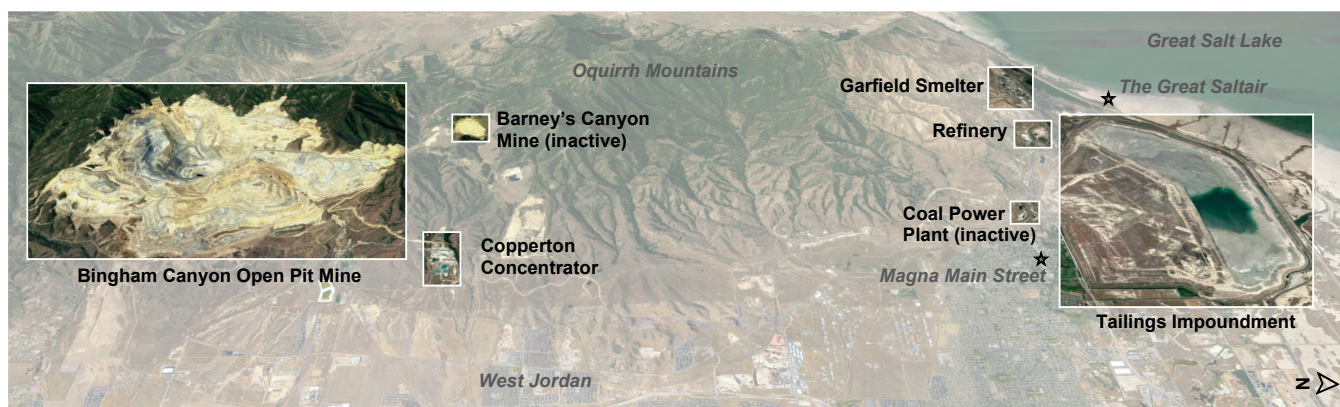 Great Salt Lake
Oquirrh Mountains
Garfield Smelter
The Great Saltair
Barney's Canyon
Mine (inactive)
Refinery
Coal Power
Plant (inactive)
Copperton
Concentrator
Bingham Canyon Open Pit Mine
Magna Main Street
Tailings Impoundment
West Jordan
N